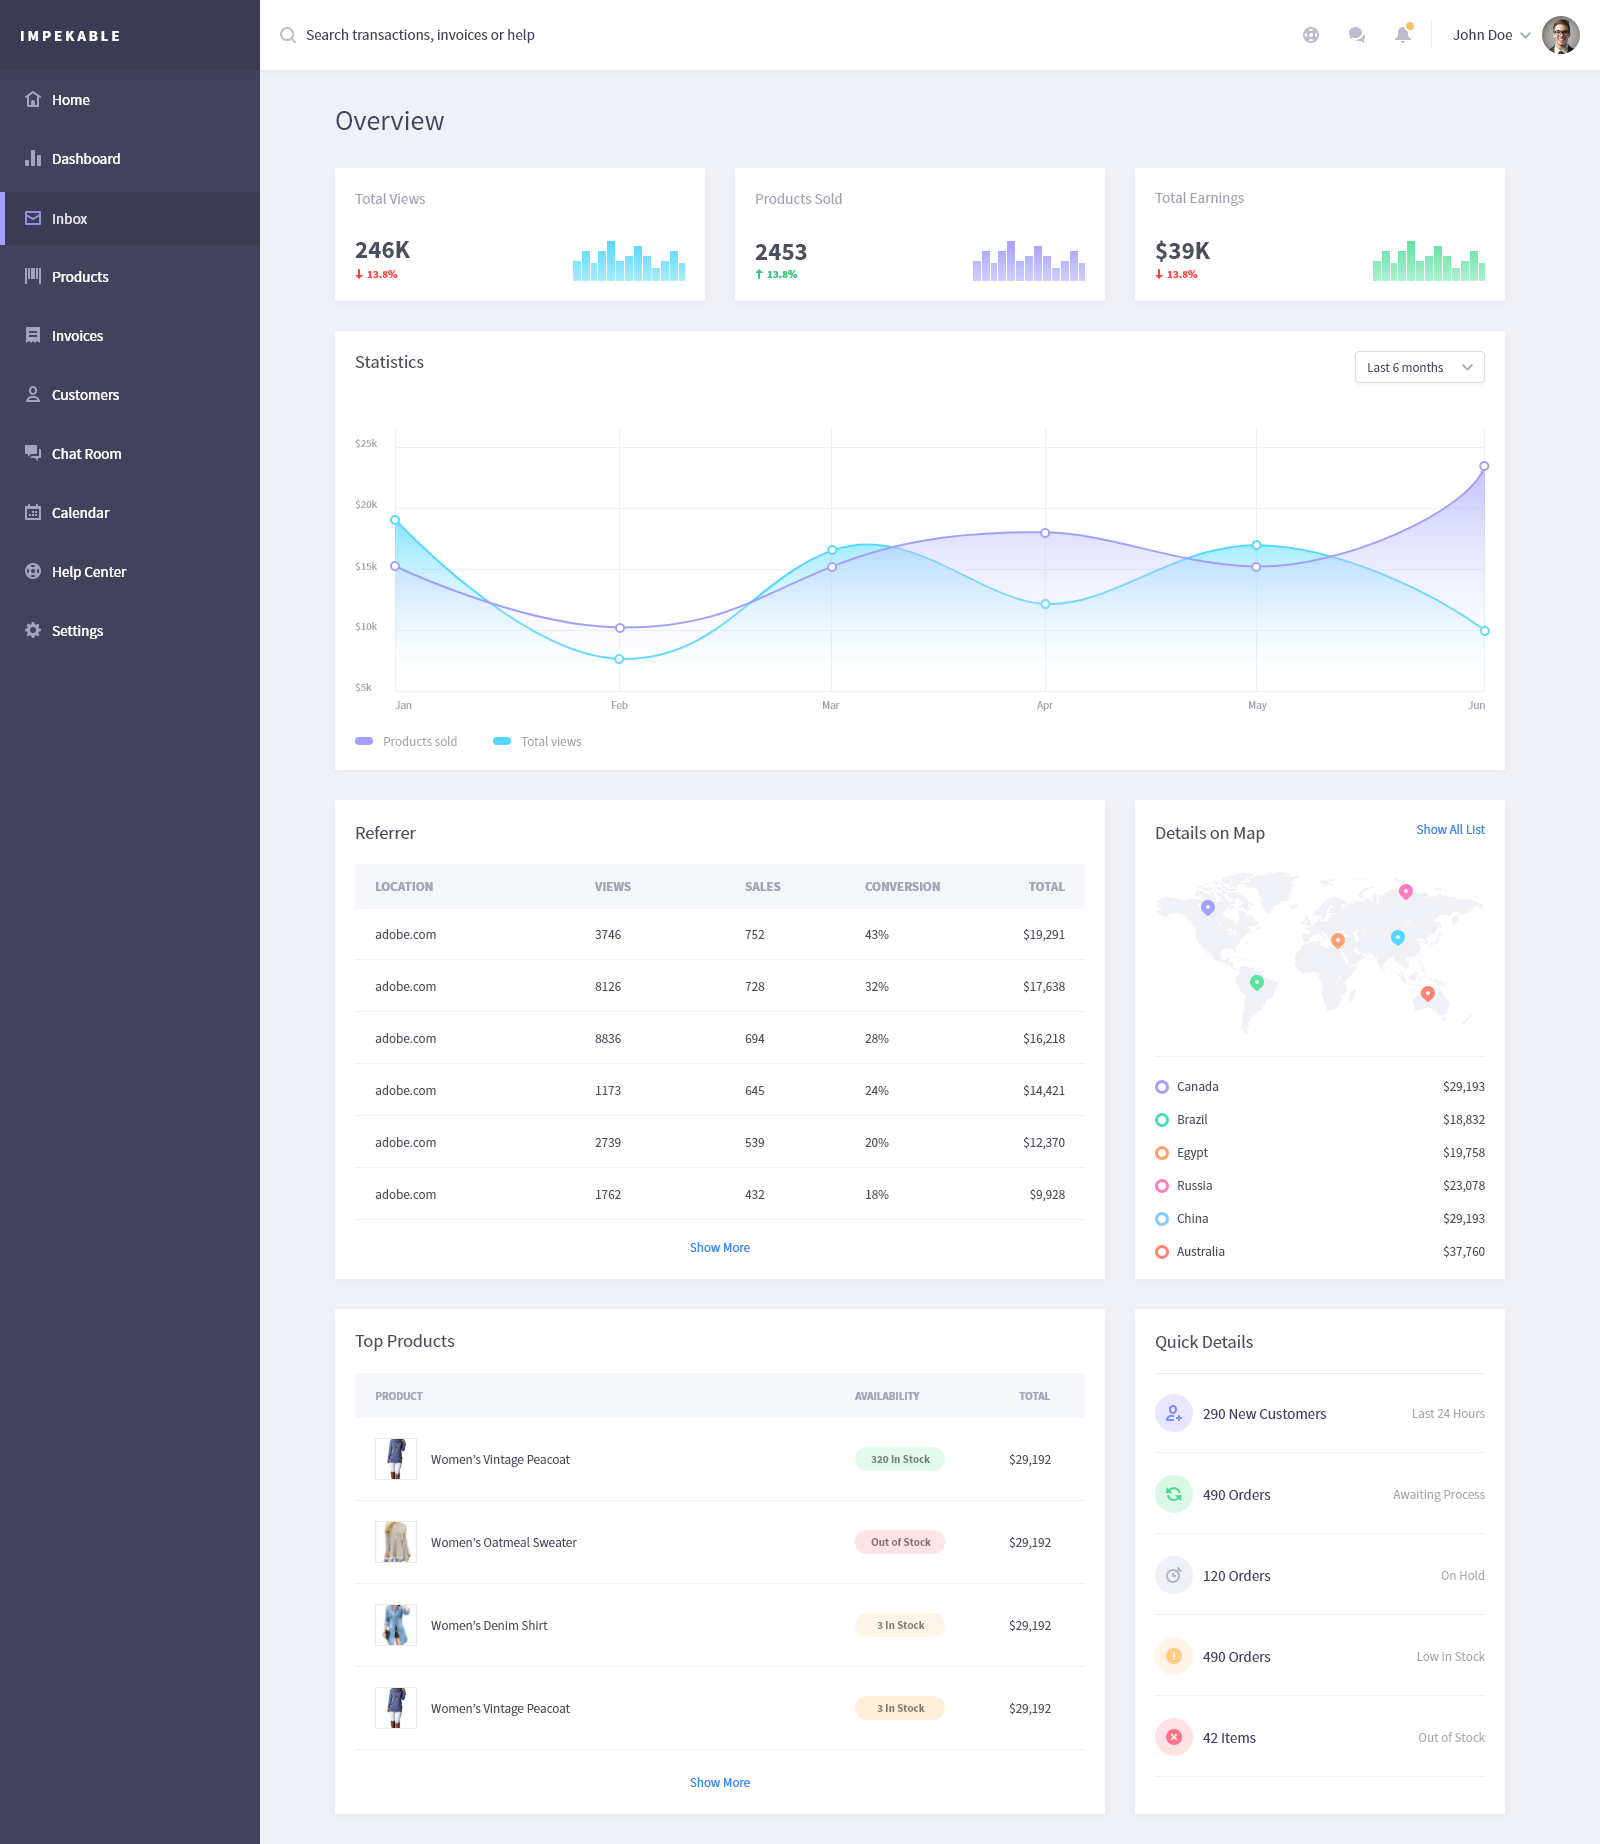 IMPEKABLE
Search transactions, invoices or help
John Doe
Home
Dashboard
Inbox
Products
Invoices
Customers
Chat Room
Calendar
Help Center
Settings
Overview
Total Views
246K
13.8%
Products Sold
2453
13.8%
Total Earnings
$39K
13.8%
Statistics
Last 6 months
$25k
$20k
$15k
$10k
$5k
Jan Feb Mar Apr May Jun
Products sold Total views
Referrer
LOCATION VIEWS SALES CONVERSION TOTAL
adobe.com 3746 752 43% $19,291
adobe.com 8126 728 32% $17,638
adobe.com 8836 694 28% $16,218
adobe.com 1173 645 24% $14,421
adobe.com 2739 539 20% $12,370
adobe.com 1762 432 18% $9,928
Show More
Details on Map
Show All List
Canada $29,193
Brazil $18,832
Egypt $19,758
Russia $23,078
China $29,193
Australia $37,760
Top Products
PRODUCT AVAILABILITY TOTAL
Women’s Vintage Peacoat 320 In Stock $29,192
Women’s Oatmeal Sweater Out of Stock $29,192
Women’s Denim Shirt 3 In Stock $29,192
Women’s Vintage Peacoat 3 In Stock $29,192
Show More
Quick Details
290 New Customers Last 24 Hours
490 Orders Awaiting Process
120 Orders On Hold
490 Orders Low in Stock
42 Items Out of Stock